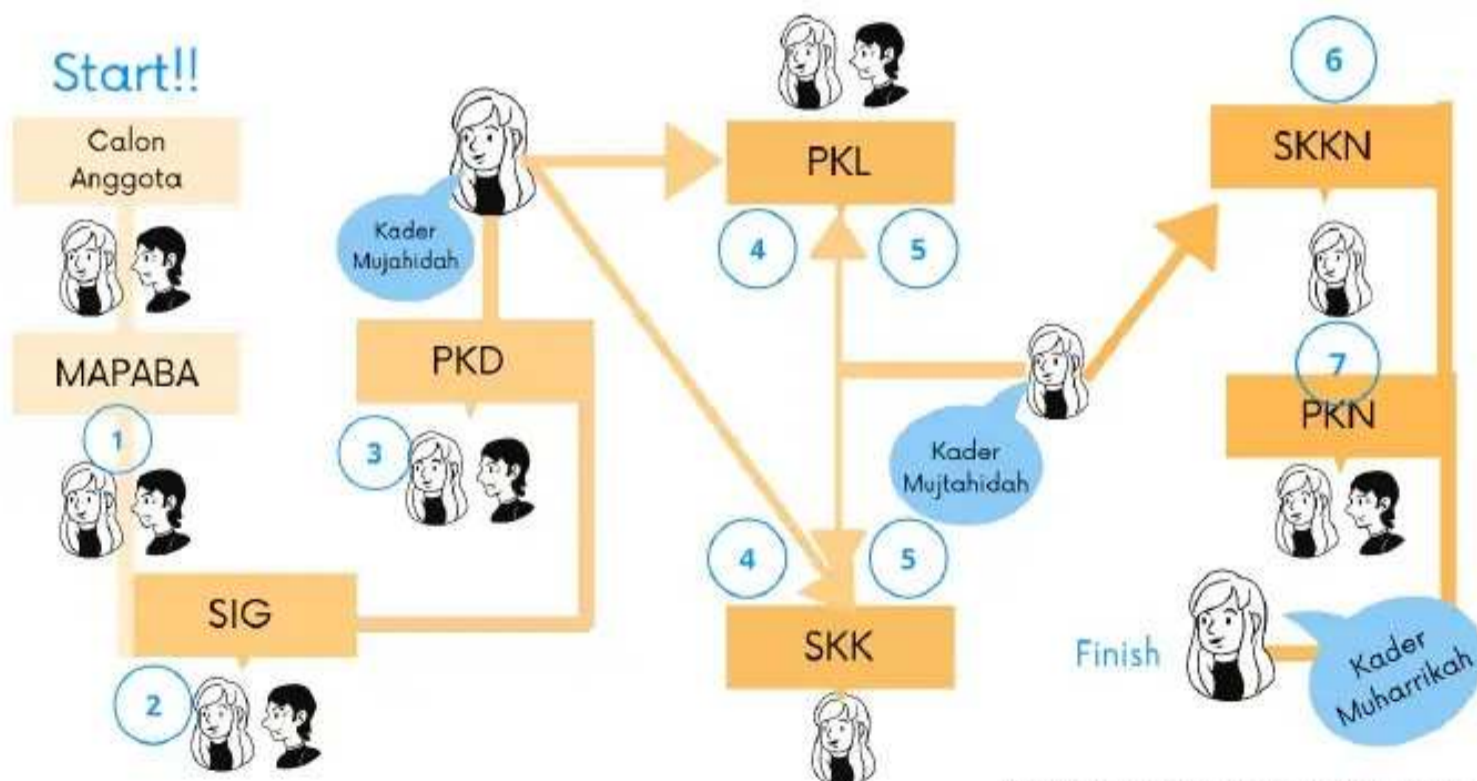 Start!!
Calon
Anggota
MAPABA
1
SIG
2
PKD
3
Kader
Mujahidah
PKL
4
5
4
5
SKK
Kader
Mujtahidah
6
SKKN
7
PKN
Finish
Kader
Muharrikah